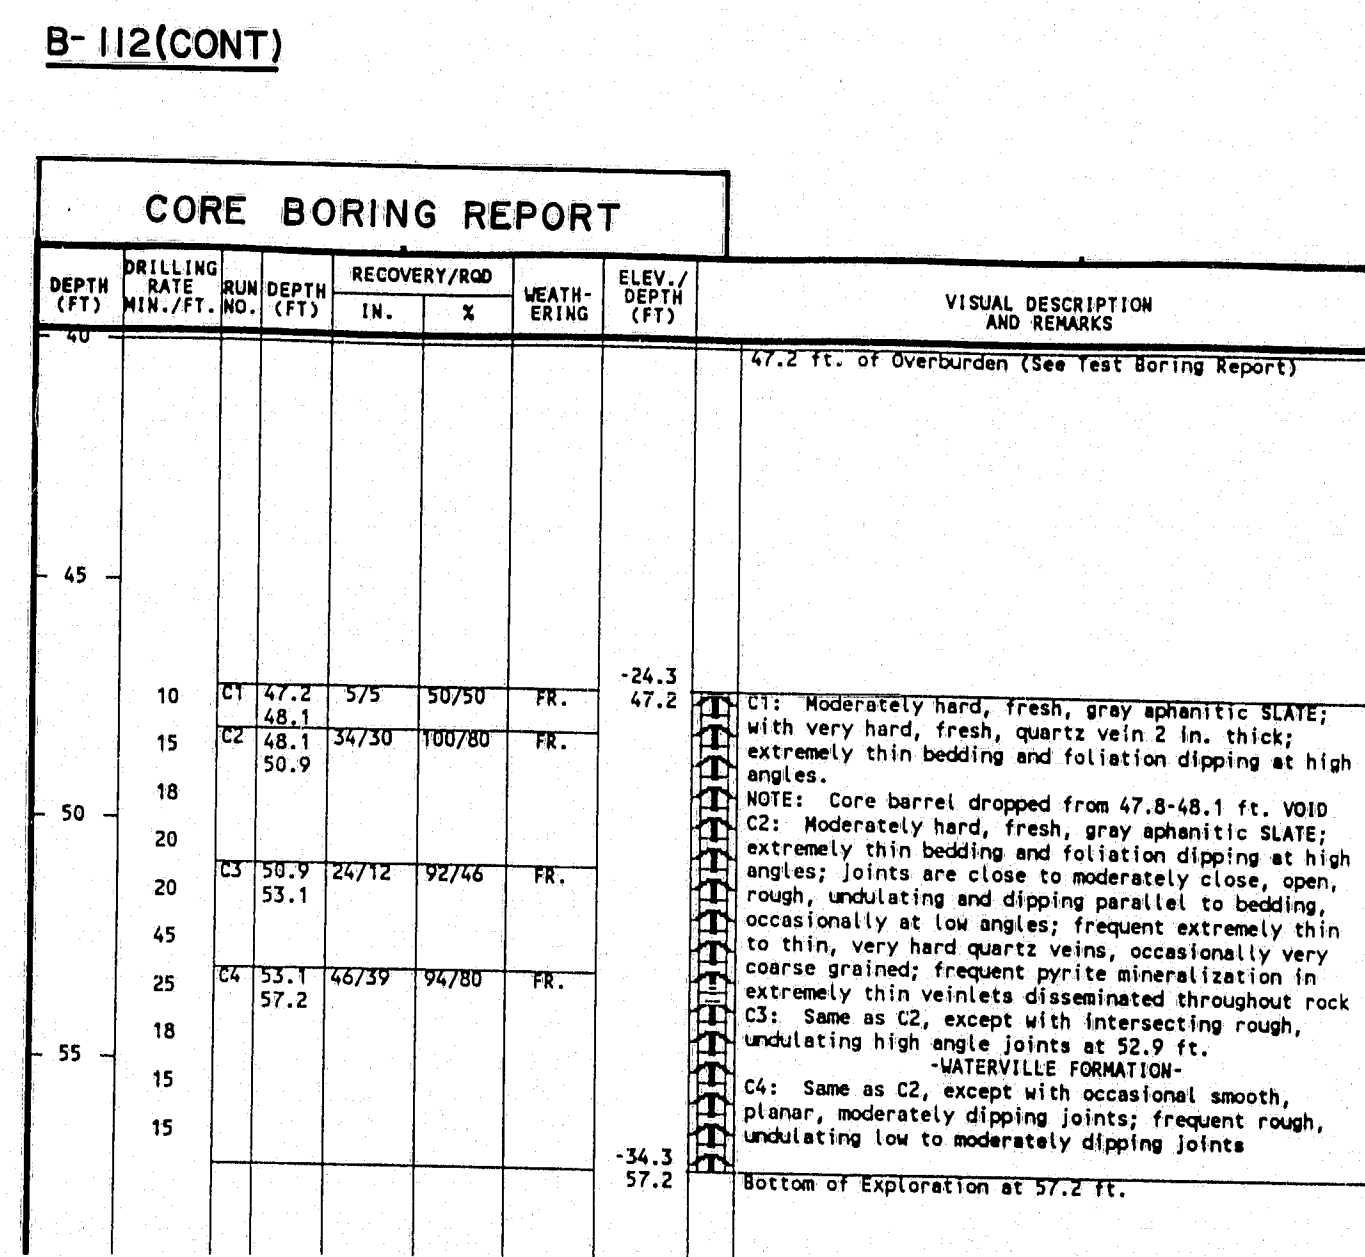 B-112(CONT)
CORE BORING REPORT
DEPTH (FT)
DRILLING RATE MIN./FT.
RUN NO.
DEPTH (FT)
RECOVERY/RQD
IN.
%
WEATH-ERING
ELEV./ DEPTH (FT)
VISUAL DESCRIPTION
AND REMARKS
40
47.2 ft. of Overburden (See Test Boring Report)
45
-24.3
10 C1 47.2 5/5 50/50 FR. 47.2 C1: Moderately hard, fresh, gray aphanitic SLATE;
48.1 with very hard, fresh, quartz vein 2 in. thick;
15 C2 48.1 34/30 100/80 FR.
50.9 extremely thin bedding and foliation dipping at high
angles.
18 NOTE: Core barrel dropped from 47.8-48.1 ft. VOID
50 C2: Moderately hard, fresh, gray aphanitic SLATE;
20 extremely thin bedding and foliation dipping at high
C3 50.9 24/12 92/46 FR. angles; joints are close to moderately close, open,
20 53.1 rough, undulating and dipping parallel to bedding,
occasionally at low angles; frequent extremely thin
45 to thin, very hard quartz veins, occasionally very
C4 53.1 46/39 94/80 FR. coarse grained; frequent pyrite mineralization in
25 57.2 extremely thin veinlets disseminated throughout rock
C3: Same as C2, except with intersecting rough,
18 undulating high angle joints at 52.9 ft.
55 -WATERVILLE FORMATION-
15 C4: Same as C2, except with occasional smooth,
planar, moderately dipping joints; frequent rough,
15 undulating low to moderately dipping joints
-34.3
57.2 Bottom of Exploration at 57.2 ft.